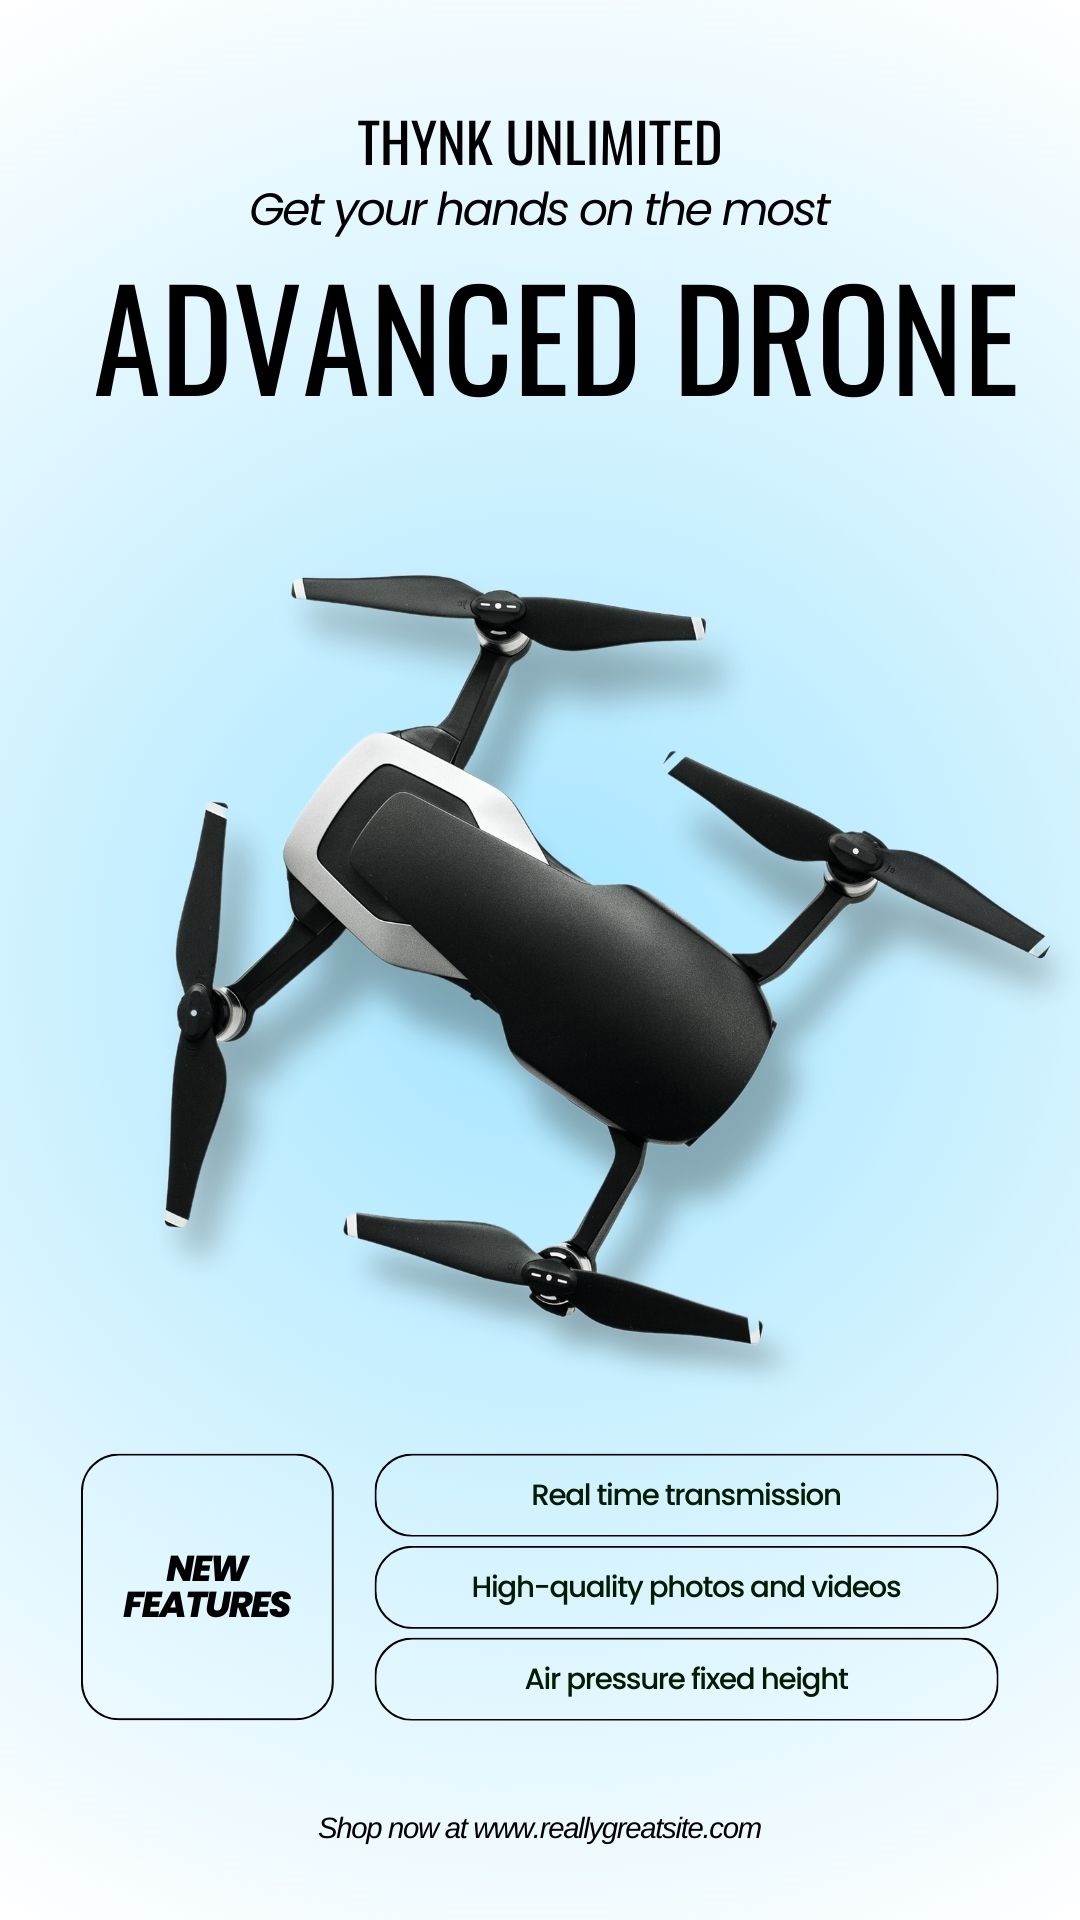 THYNK UNLIMITED
Get your hands on the most
ADVANCED DRONE
NEW
FEATURES
Real time transmission
High-quality photos and videos
Air pressure fixed height
Shop now at www.reallygreatsite.com